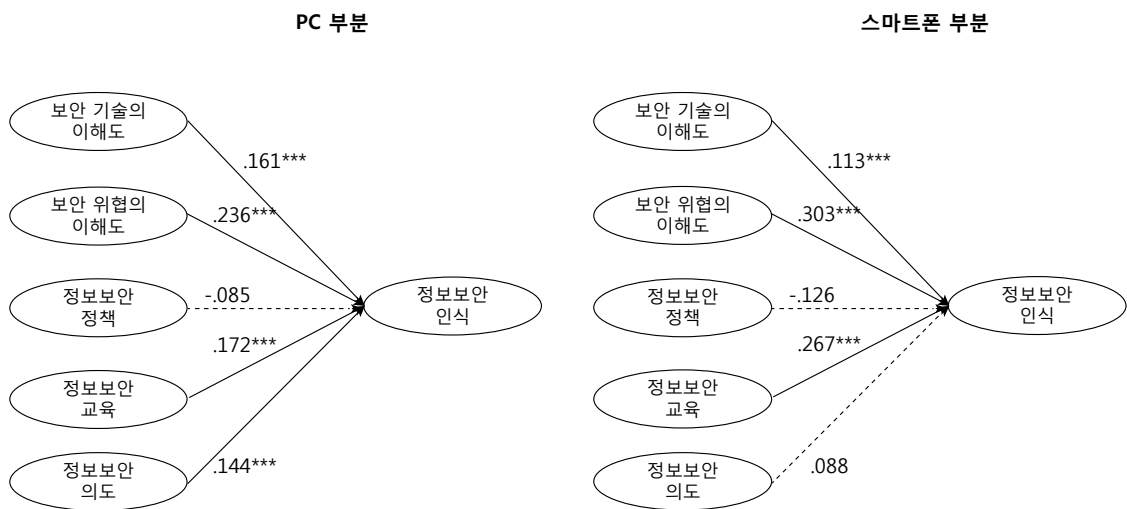 PC 부분
보안 기술의
이해도
.161***
보안 위협의
이해도
.236***
정보보안
정책
-.085
정보보안
인식
.172***
정보보안
교육
.144***
정보보안
의도
스마트폰 부분
보안 기술의
이해도
.113***
보안 위협의
이해도
.303***
정보보안
정책
-.126
정보보안
인식
.267***
정보보안
교육
.088
정보보안
의도